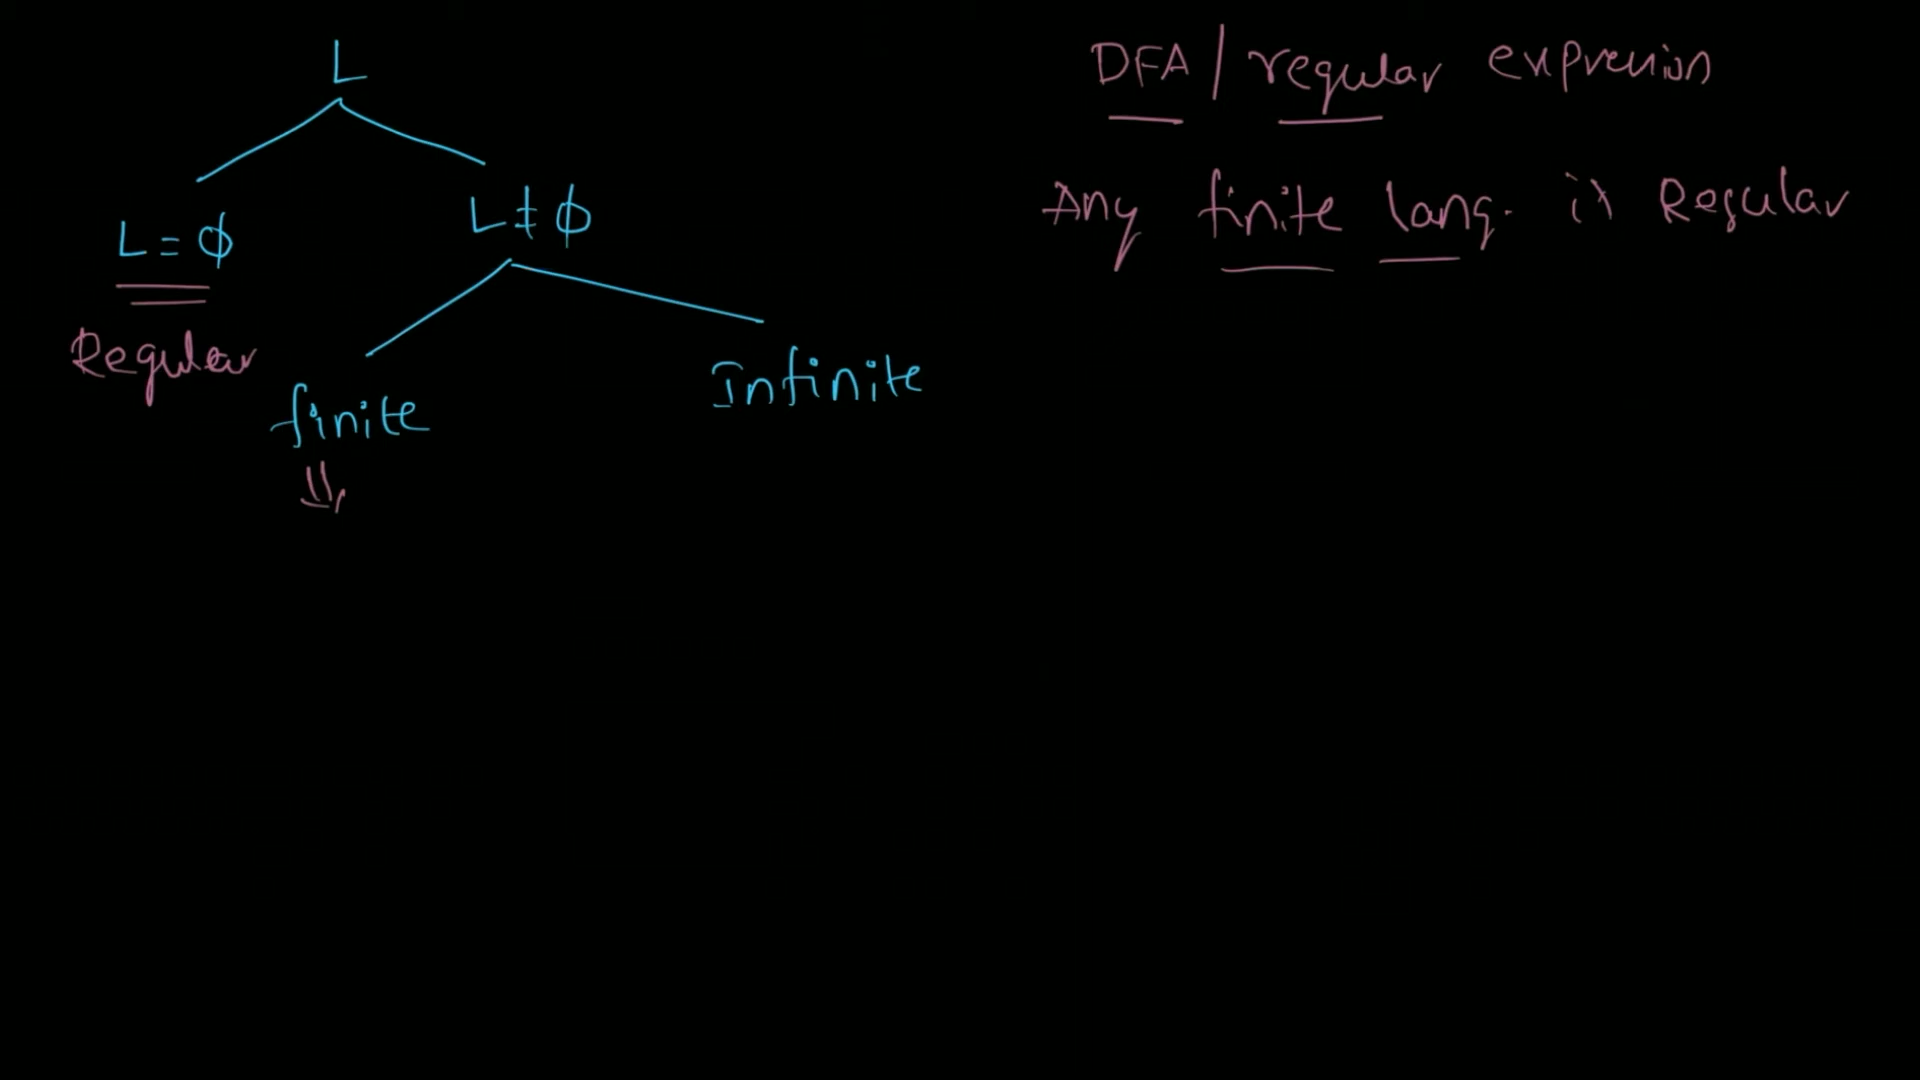 L
L = ϕ
L ≠ ϕ
Regular
finite
Infinite
DFA / regular expression
Any finite lang. is Regular